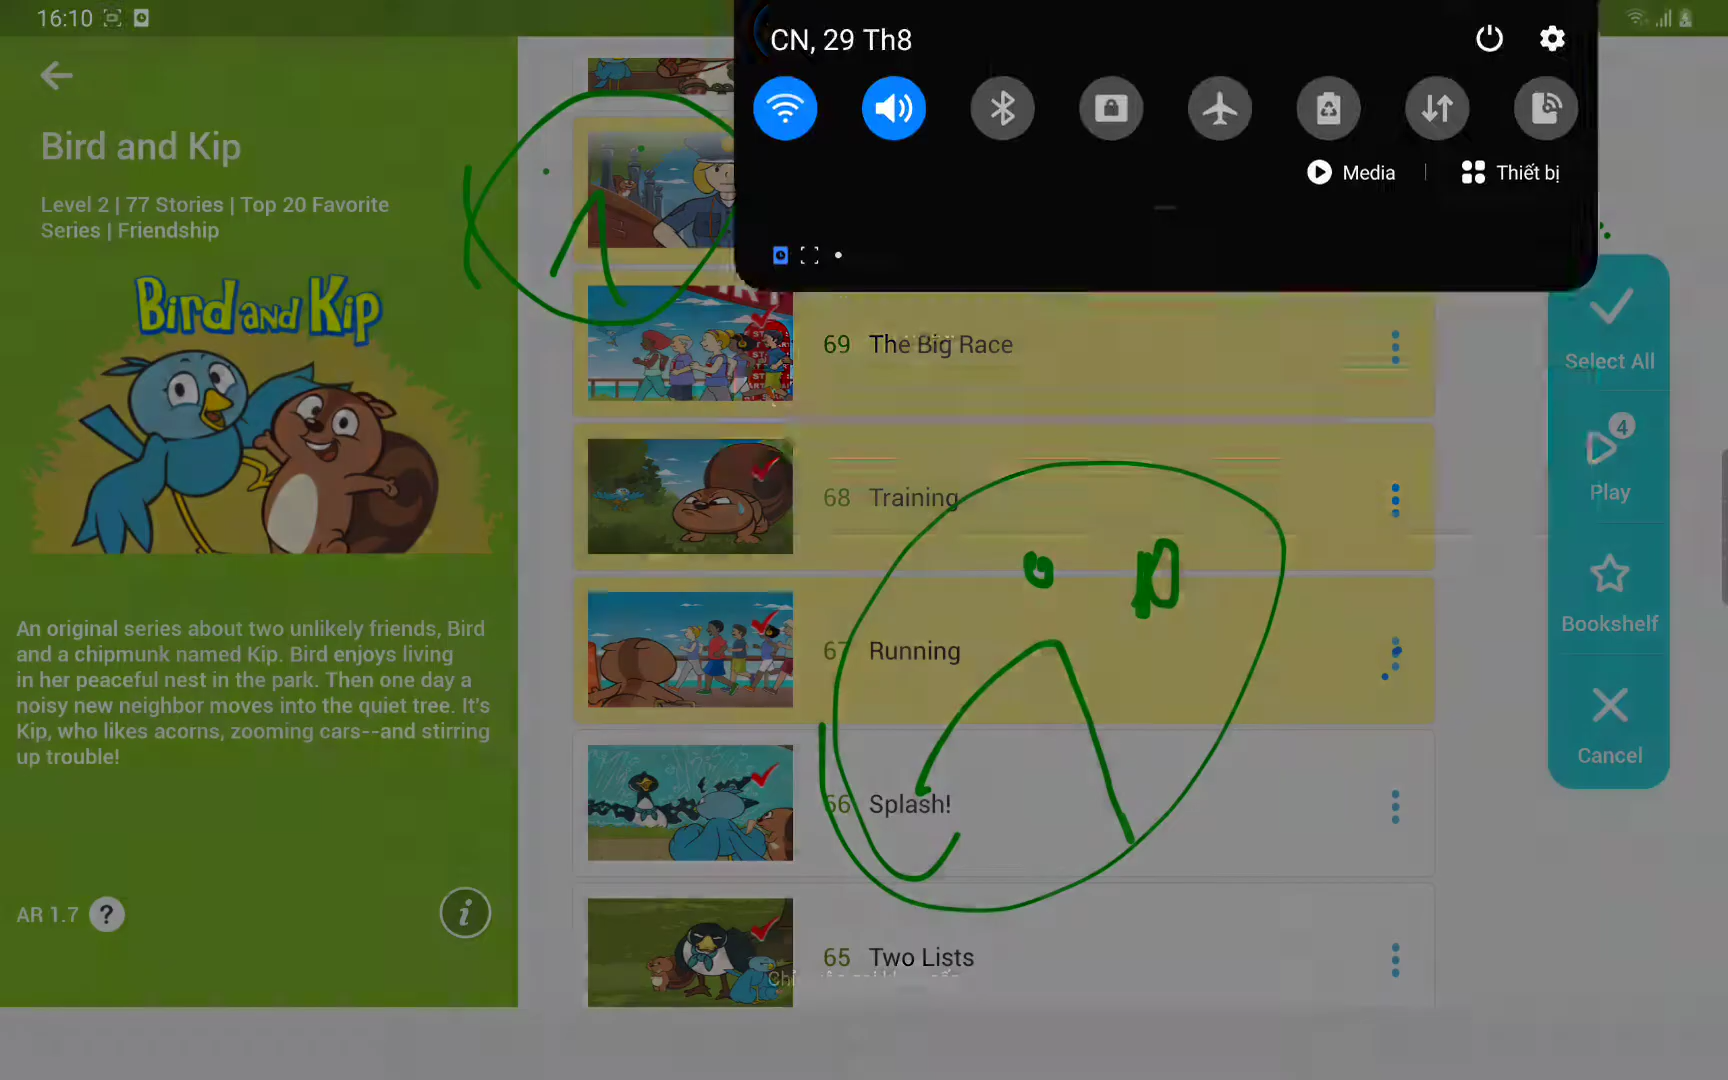 16:10
CN, 29 Th8
Media
Thiết bị
Bird and Kip
Level 2 | 77 Stories | Top 20 Favorite
Series | Friendship
Bird AND Kip
An original series about two unlikely friends, Bird
and a chipmunk named Kip. Bird enjoys living
in her peaceful nest in the park. Then one day a
noisy new neighbor moves into the quiet tree. It's
Kip, who likes acorns, zooming cars--and stirring
up trouble!
AR 1.7 ?
i
69 The Big Race
68 Training
67 Running
66 Splash!
65 Two Lists
Select All
4
Play
Bookshelf
Cancel